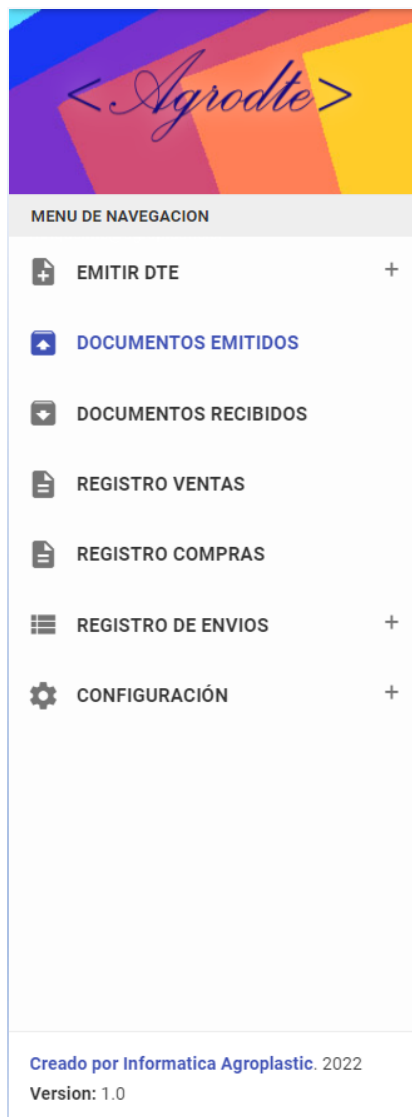 <Agrodte>
MENU DE NAVEGACION
EMITIR DTE +
DOCUMENTOS EMITIDOS
DOCUMENTOS RECIBIDOS
REGISTRO VENTAS
REGISTRO COMPRAS
REGISTRO DE ENVIOS +
CONFIGURACIÓN +
Creado por Informatica Agroplastic. 2022
Version: 1.0